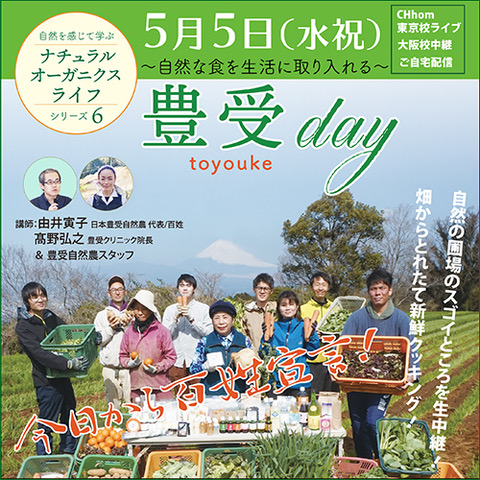 自然を感じて学ぶ
ナチュラル
オーガニクス
ライフ
シリーズ 6
5月5日(水祝)
～自然な食を生活に取り入れる～
CHhom
東京校ライブ
大阪校中継
ご自宅配信
豊受 day
toyouke
講師:由井寅子 日本豊受自然農 代表/百姓
髙野弘之 豊受クリニック院長
& 豊受自然農スタッフ
自然の圃場のスゴイところを生中継!
畑からとれたて新鮮クッキング!
今日から百姓宣言!